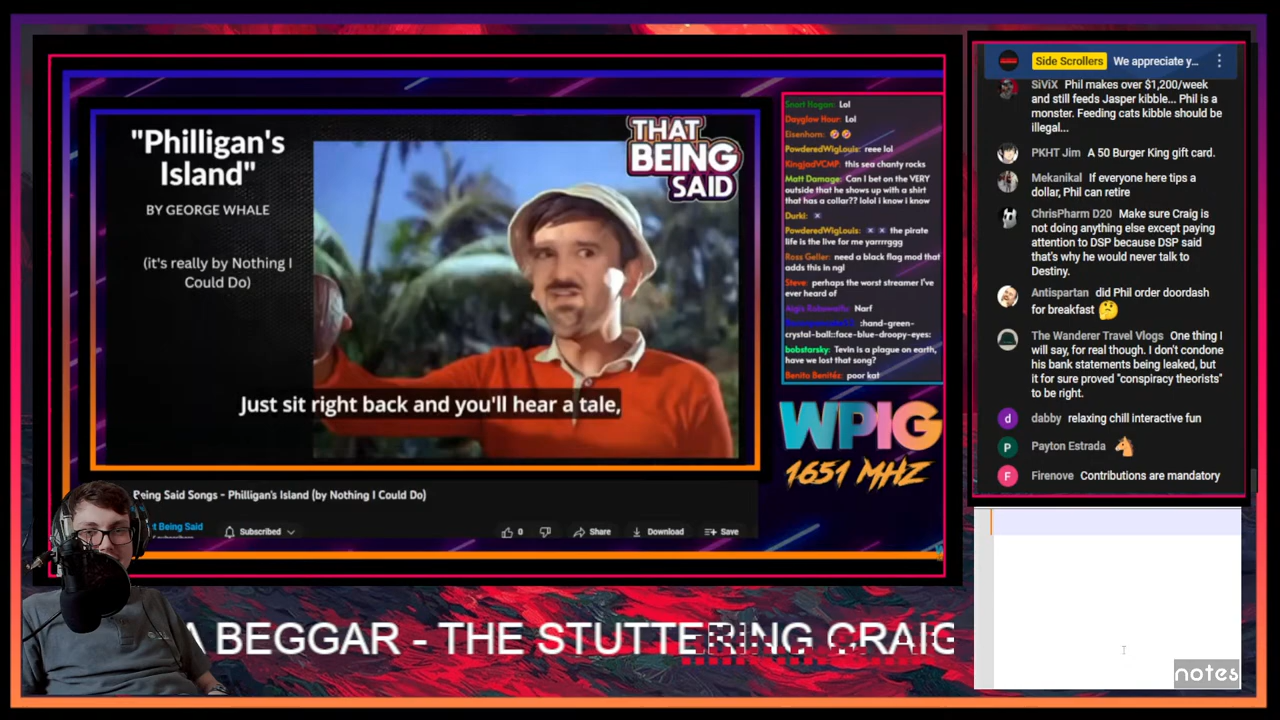 "Philligan's
Island"
BY GEORGE WHALE
(it's really by Nothing I
Could Do)
THAT
BEING
SAID
Just sit right back and you'll hear a tale,
Being Said Songs - Philligan's Island (by Nothing I Could Do)
t Being Said
Subscribed
0
Share
Download
Save
Snort Hogan: Lol
Dayglow Hour: Lol
Eisenhorn: 🤣 🤣
PowderedWigLouis: reee lol
KingjadVCMP: this sea chanty rocks
Matt Damage: Can I bet on the VERY
outside that he shows up with a shirt
that has a collar?? lolol i know i know
Durki:
PowderedWigLouis: the pirate
life is the live for me yarrrrggg
Ross Geller: need a black flag mod that
adds this in ngl
Steve: perhaps the worst streamer I've
ever heard of
Narf
:hand-green-
crystal-ball::face-blue-droopy-eyes:
bobstarsky: Tevin is a plague on earth,
have we lost that song?
Benito Benitéz: poor kat
WPIG
1651 MHZ
A BEGGAR - THE STUTTERING CRAIG
Side Scrollers We appreciate y...
SiViX Phil makes over $1,200/week
and still feeds Jasper kibble... Phil is a
monster. Feeding cats kibble should be
illegal...
PKHT Jim A 50 Burger King gift card.
Mekanikal If everyone here tips a
dollar, Phil can retire
ChrisPharm D20 Make sure Craig is
not doing anything else except paying
attention to DSP because DSP said
that's why he would never talk to
Destiny.
Antispartan did Phil order doordash
for breakfast 🤔
The Wanderer Travel Vlogs One thing I
will say, for real though. I don't condone
his bank statements being leaked, but
it for sure proved "conspiracy theorists"
to be right.
d dabby relaxing chill interactive fun
P Payton Estrada 🐴
F Firenove Contributions are mandatory
notes